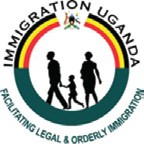 IMMIGRATION UGANDA
FACILITATING LEGAL & ORDERLY IMMIGRATION